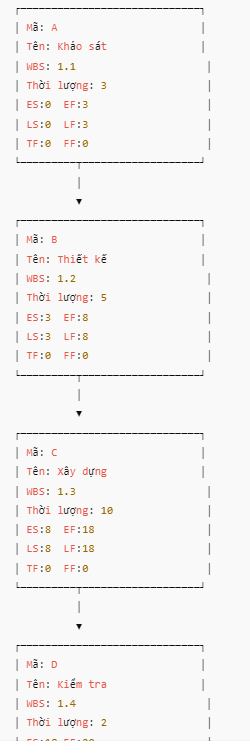 Mã: A
Tên: Khảo sát
WBS: 1.1
Thời lượng: 3
ES:0 EF:3
LS:0 LF:3
TF:0 FF:0
Mã: B
Tên: Thiết kế
WBS: 1.2
Thời lượng: 5
ES:3 EF:8
LS:3 LF:8
TF:0 FF:0
Mã: C
Tên: Xây dựng
WBS: 1.3
Thời lượng: 10
ES:8 EF:18
LS:8 LF:18
TF:0 FF:0
Mã: D
Tên: Kiểm tra
WBS: 1.4
Thời lượng: 2